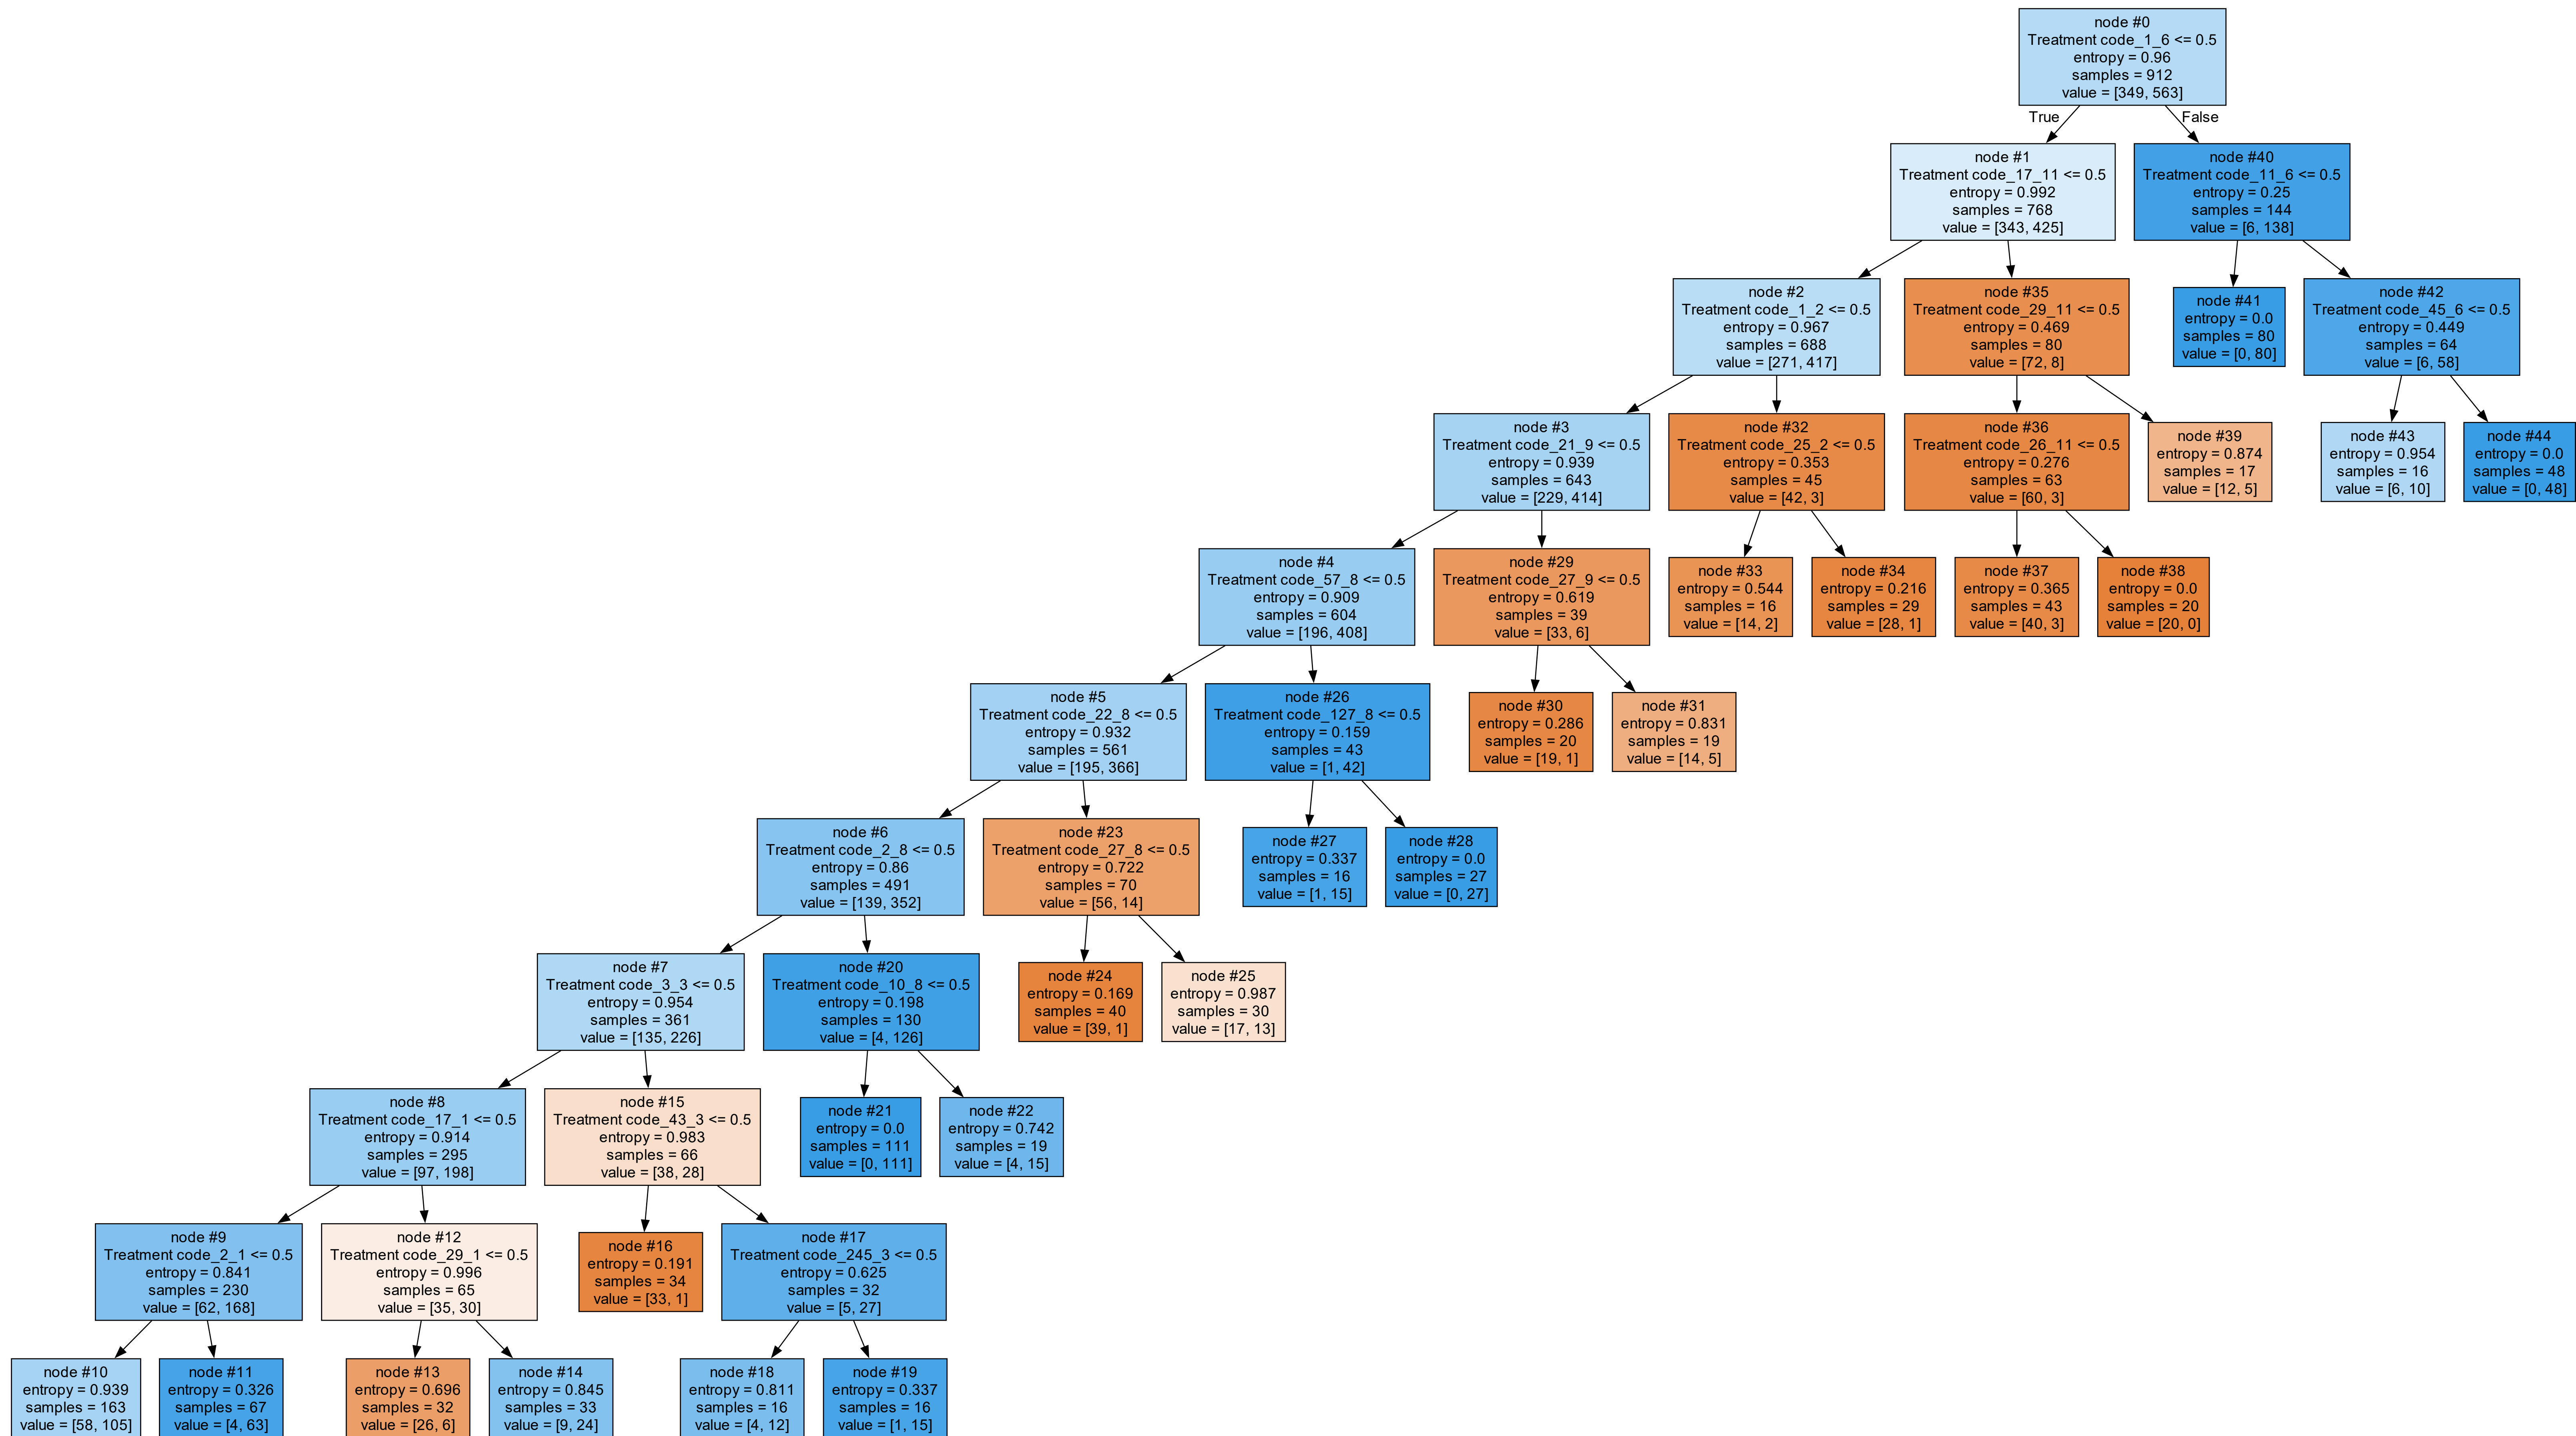 node #0
Treatment code_1_6 <= 0.5
entropy = 0.96
samples = 912
value = [349, 563]
True
False
node #1
Treatment code_17_11 <= 0.5
entropy = 0.992
samples = 768
value = [343, 425]
node #40
Treatment code_11_6 <= 0.5
entropy = 0.25
samples = 144
value = [6, 138]
node #2
Treatment code_1_2 <= 0.5
entropy = 0.967
samples = 688
value = [271, 417]
node #35
Treatment code_29_11 <= 0.5
entropy = 0.469
samples = 80
value = [72, 8]
node #41
entropy = 0.0
samples = 80
value = [0, 80]
node #42
Treatment code_45_6 <= 0.5
entropy = 0.449
samples = 64
value = [6, 58]
node #3
Treatment code_21_9 <= 0.5
entropy = 0.939
samples = 643
value = [229, 414]
node #32
Treatment code_25_2 <= 0.5
entropy = 0.353
samples = 45
value = [42, 3]
node #36
Treatment code_26_11 <= 0.5
entropy = 0.276
samples = 63
value = [60, 3]
node #39
entropy = 0.874
samples = 17
value = [12, 5]
node #43
entropy = 0.954
samples = 16
value = [6, 10]
node #44
entropy = 0.0
samples = 48
value = [0, 48]
node #4
Treatment code_57_8 <= 0.5
entropy = 0.909
samples = 604
value = [196, 408]
node #29
Treatment code_27_9 <= 0.5
entropy = 0.619
samples = 39
value = [33, 6]
node #33
entropy = 0.544
samples = 16
value = [14, 2]
node #34
entropy = 0.216
samples = 29
value = [28, 1]
node #37
entropy = 0.365
samples = 43
value = [40, 3]
node #38
entropy = 0.0
samples = 20
value = [20, 0]
node #5
Treatment code_22_8 <= 0.5
entropy = 0.932
samples = 561
value = [195, 366]
node #26
Treatment code_127_8 <= 0.5
entropy = 0.159
samples = 43
value = [1, 42]
node #30
entropy = 0.286
samples = 20
value = [19, 1]
node #31
entropy = 0.831
samples = 19
value = [14, 5]
node #6
Treatment code_2_8 <= 0.5
entropy = 0.86
samples = 491
value = [139, 352]
node #23
Treatment code_27_8 <= 0.5
entropy = 0.722
samples = 70
value = [56, 14]
node #27
entropy = 0.337
samples = 16
value = [1, 15]
node #28
entropy = 0.0
samples = 27
value = [0, 27]
node #7
Treatment code_3_3 <= 0.5
entropy = 0.954
samples = 361
value = [135, 226]
node #20
Treatment code_10_8 <= 0.5
entropy = 0.198
samples = 130
value = [4, 126]
node #24
entropy = 0.169
samples = 40
value = [39, 1]
node #25
entropy = 0.987
samples = 30
value = [17, 13]
node #8
Treatment code_17_1 <= 0.5
entropy = 0.914
samples = 295
value = [97, 198]
node #15
Treatment code_43_3 <= 0.5
entropy = 0.983
samples = 66
value = [38, 28]
node #21
entropy = 0.0
samples = 111
value = [0, 111]
node #22
entropy = 0.742
samples = 19
value = [4, 15]
node #9
Treatment code_2_1 <= 0.5
entropy = 0.841
samples = 230
value = [62, 168]
node #12
Treatment code_29_1 <= 0.5
entropy = 0.996
samples = 65
value = [35, 30]
node #16
entropy = 0.191
samples = 34
value = [33, 1]
node #17
Treatment code_245_3 <= 0.5
entropy = 0.625
samples = 32
value = [5, 27]
node #10
entropy = 0.939
samples = 163
value = [58, 105]
node #11
entropy = 0.326
samples = 67
value = [4, 63]
node #13
entropy = 0.696
samples = 32
value = [26, 6]
node #14
entropy = 0.845
samples = 33
value = [9, 24]
node #18
entropy = 0.811
samples = 16
value = [4, 12]
node #19
entropy = 0.337
samples = 16
value = [1, 15]